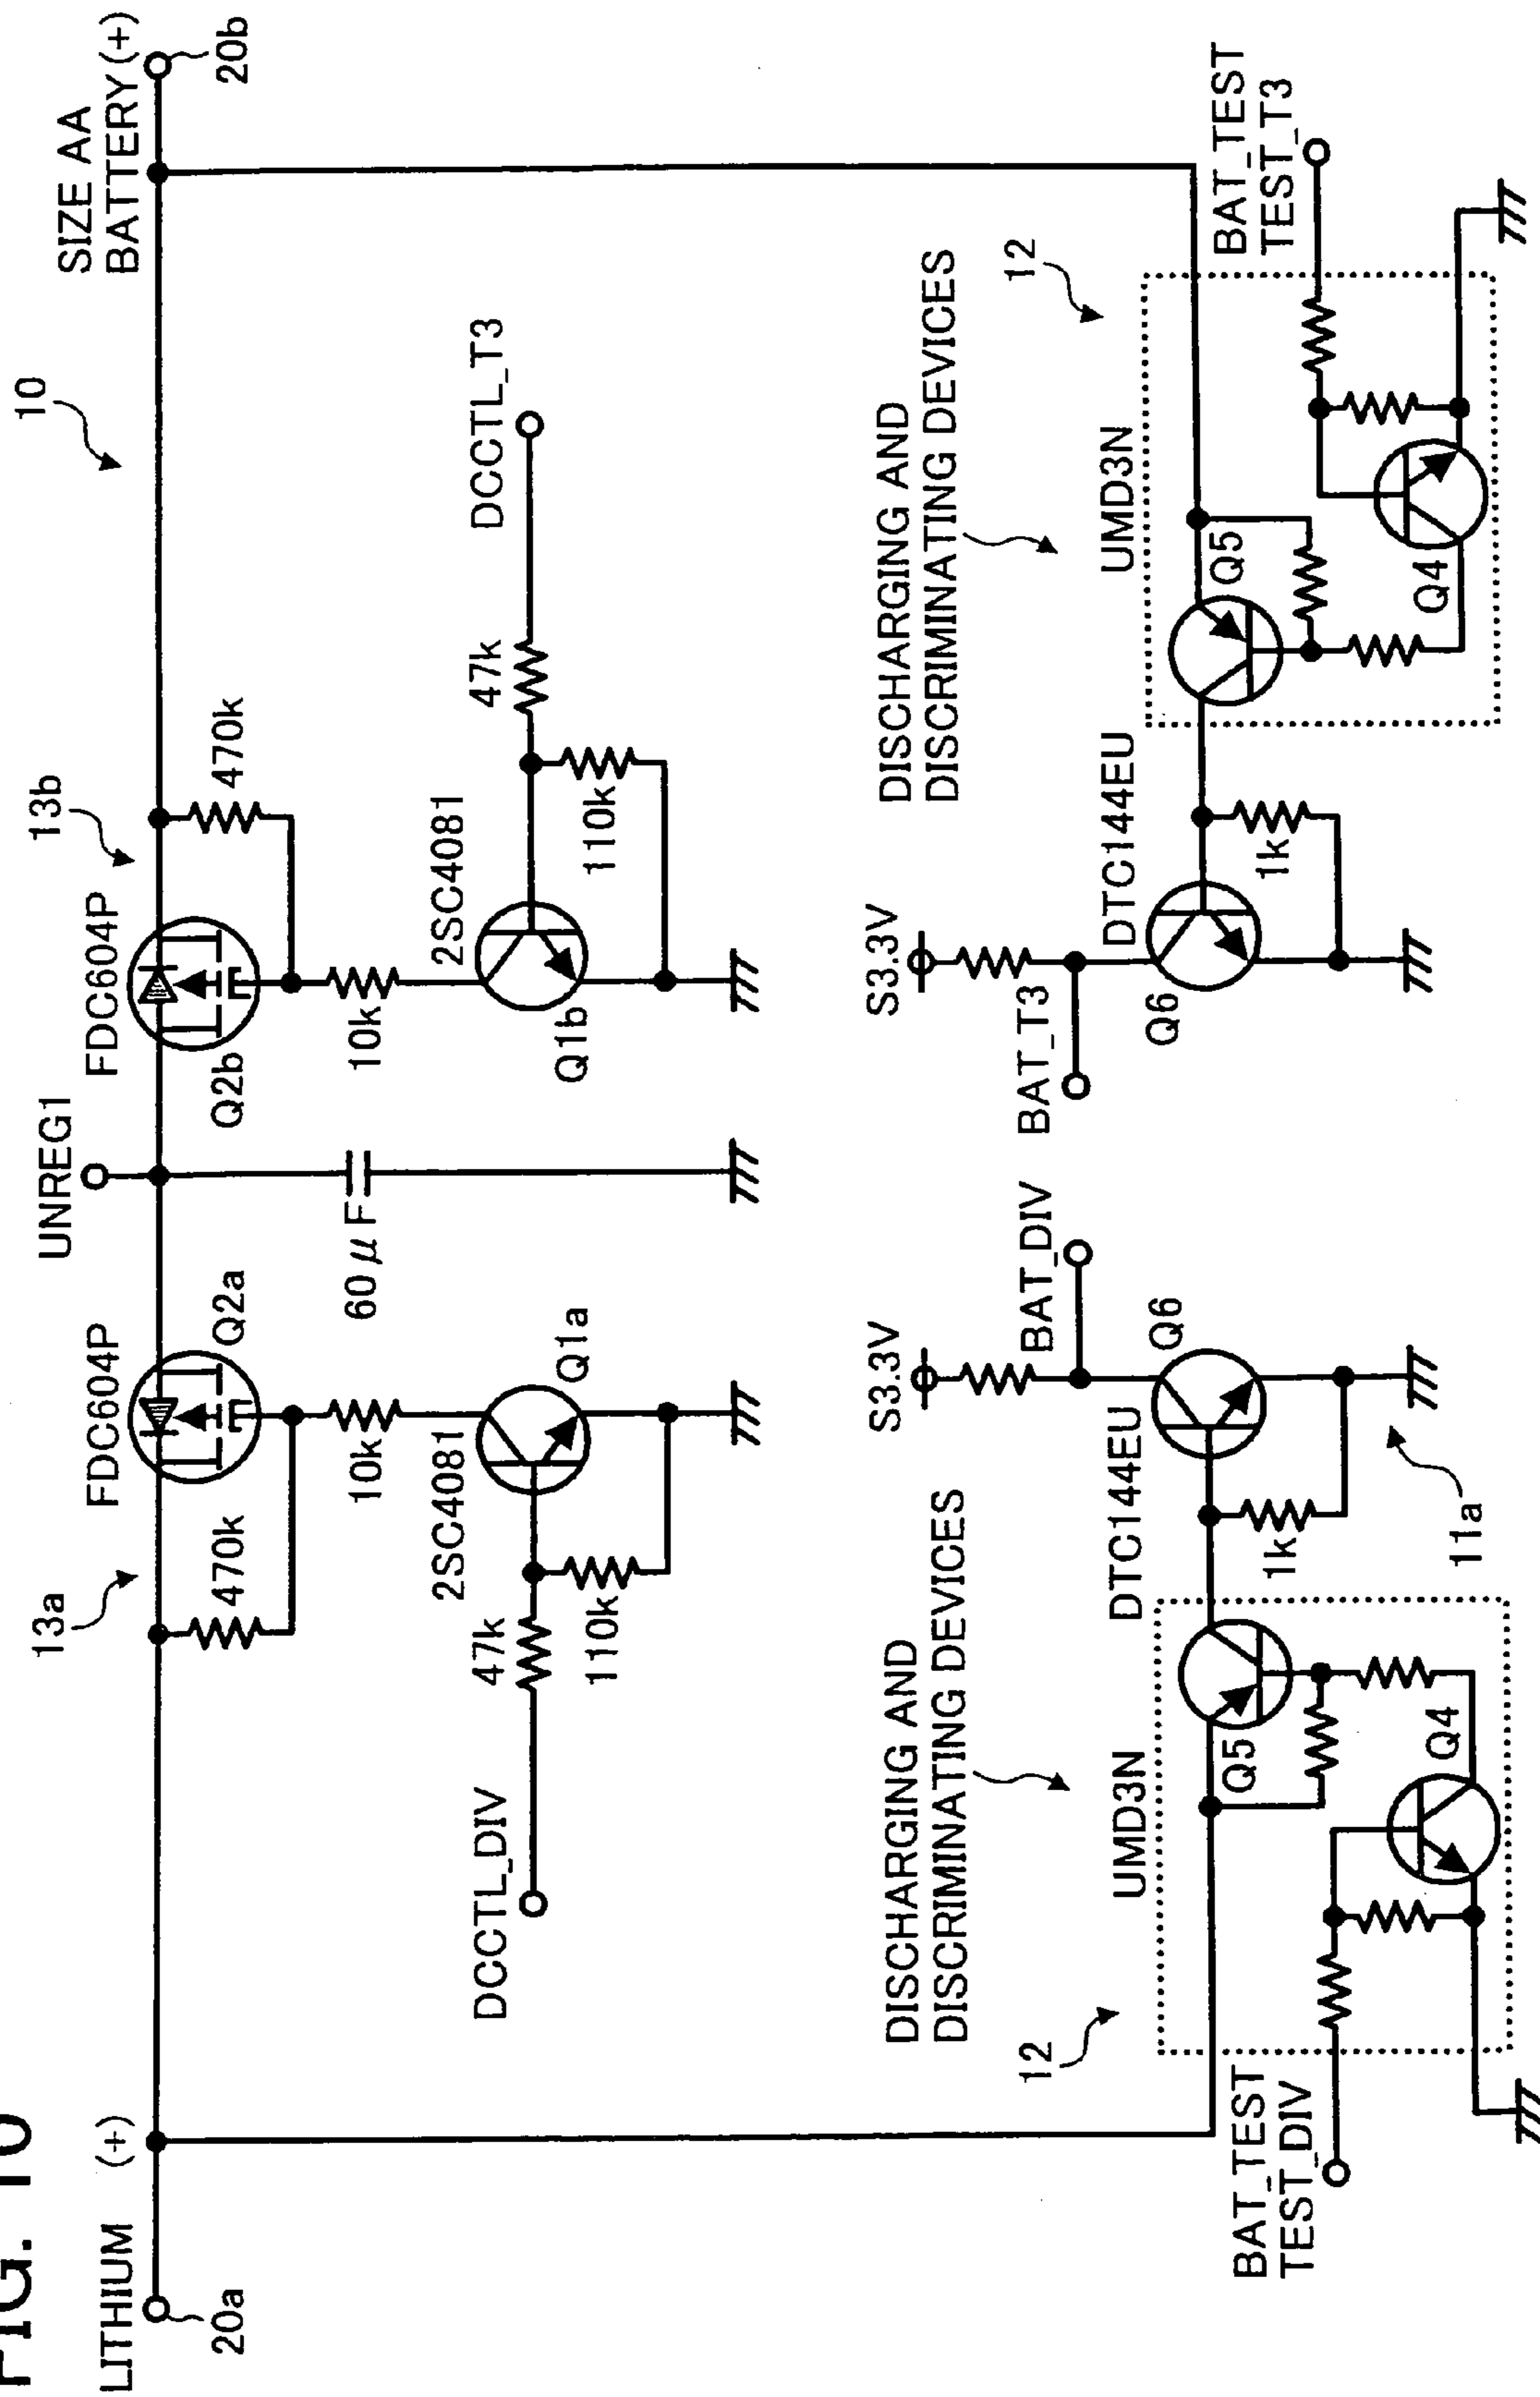 FIG. 10
LITHIUM (+)
20a
13a
470k
FDC604P
Q2a
UNREG1
60μF
FDC604P
Q2b
13b
470k
10
SIZE AA
BATTERY(+)
20b
10k
2SC4081
Q1a
47k
110k
DCCTL_DIV
10k
2SC4081
Q1b
47k
110k
DCCTL_T3
DISCHARGING AND
DISCRIMINATING DEVICES
12
UMD3N
Q5
Q4
BAT_TEST
TEST_DIV
DTC144EU
1k
11a
Q6
S3.3V
BAT_DIV
S3.3V
BAT_T3
Q6
DTC144EU
1k
DISCHARGING AND
DISCRIMINATING DEVICES
12
UMD3N
Q5
Q4
BAT_TEST
TEST_T3